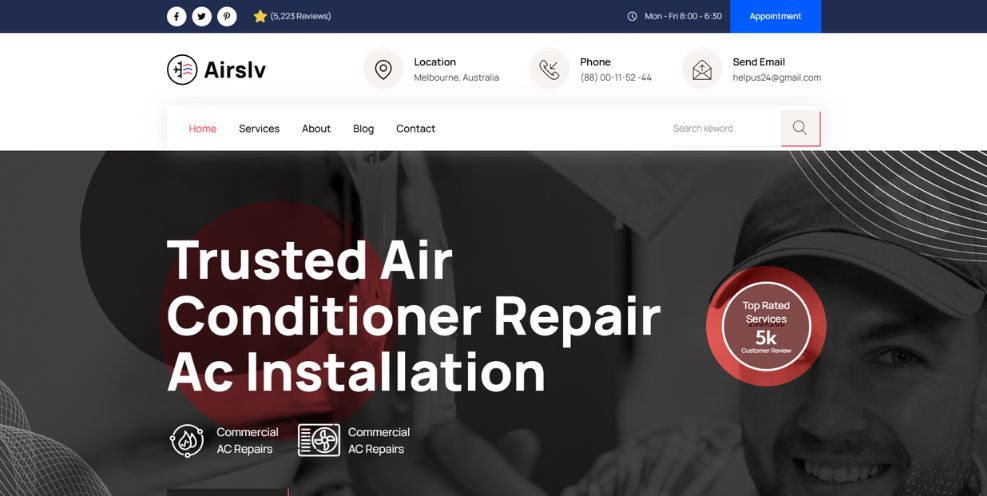 (5,223 Reviews)
Mon - Fri 8:00 - 6:30
Appointment
Airslv
Location
Melbourne, Australia
Phone
(88) 00-11-52 -44
Send Email
helpus24@gmail.com
Home
Services
About
Blog
Contact
Search keword
Trusted Air
Conditioner Repair
Ac Installation
Top Rated
Services
5k
Customer Review
Commercial
AC Repairs
Commercial
AC Repairs